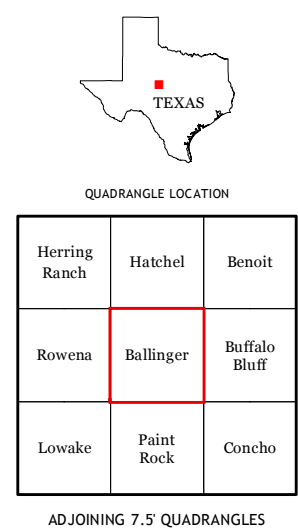 TEXAS
QUADRANGLE LOCATION
Herring
Ranch
Hatchel
Benoit
Rowena
Ballinger
Buffalo
Bluff
Lowake
Paint
Rock
Concho
ADJOINING 7.5' QUADRANGLES